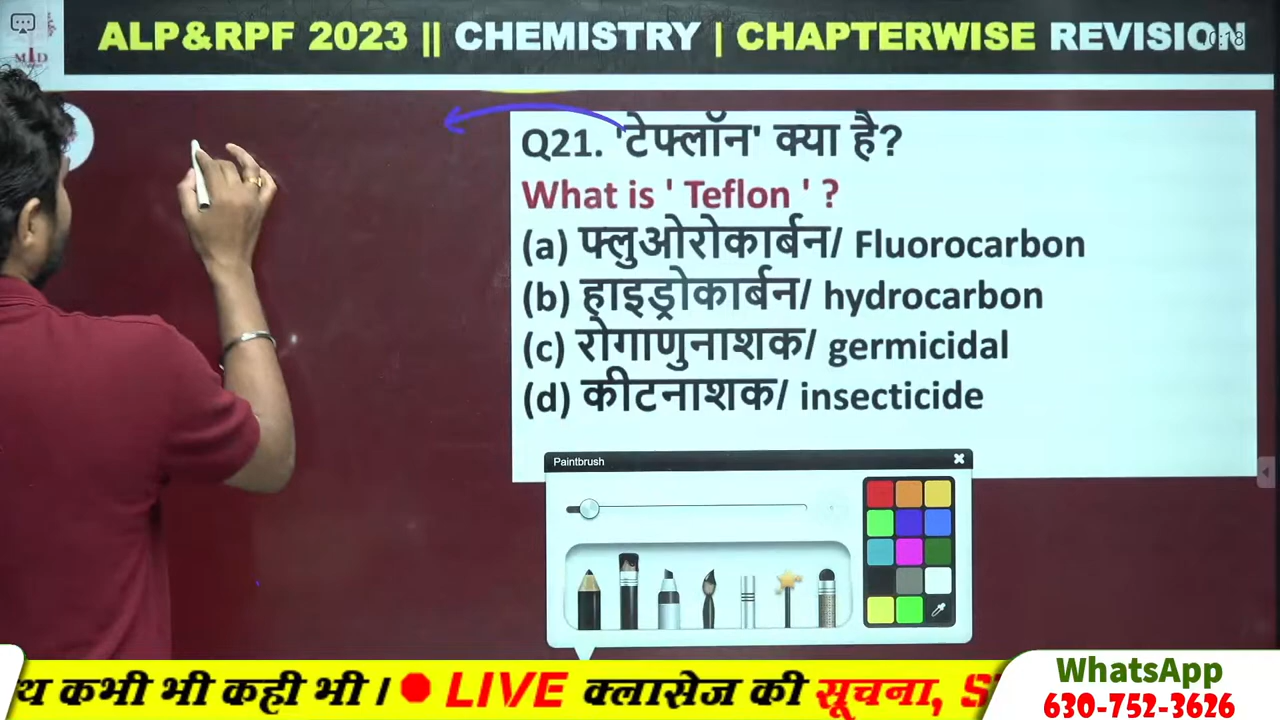 ALP&RPF 2023 || CHEMISTRY | CHAPTERWISE REVISION
Q21. 'टेफ्लॉन' क्या है?
What is ' Teflon ' ?
(a) फ्लुओरोकार्बन/ Fluorocarbon
(b) हाइड्रोकार्बन/ hydrocarbon
(c) रोगाणुनाशक/ germicidal
(d) कीटनाशक/ insecticide
Paintbrush
थ कभी भी कही भी । LIVE क्लासेज की सूचना,
WhatsApp
630-752-3626